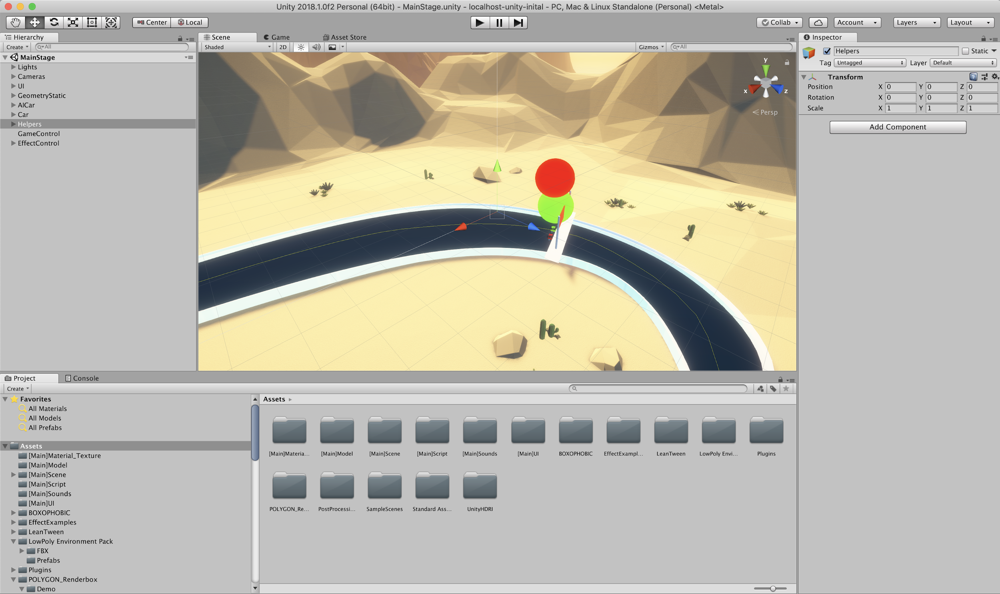 Unity 2018.1.0f2 Personal (64bit) - MainStage.unity - localhost-unity-inital - PC, Mac & Linux Standalone (Personal) <Metal>
Center Local Collab Account Layers Layout
Hierarchy
Create All
MainStage
Lights
Cameras
UI
GeometryStatic
AICar
Car
Helpers
GameControl
EffectControl
Scene Game Asset Store
Shaded 2D Gizmos All
y
x z
Persp
Inspector
Helpers Static
Tag Untagged Layer Default
Transform
Position X 0 Y 0 Z 0
Rotation X 0 Y 0 Z 0
Scale X 1 Y 1 Z 1
Add Component
Project Console
Create
Favorites
All Materials
All Models
All Prefabs
Assets
[Main]Material_Texture
[Main]Model
[Main]Scene
[Main]Script
[Main]Sounds
[Main]UI
BOXOPHOBIC
EffectExamples
LeanTween
LowPoly Environment Pack
FBX
Prefabs
Plugins
POLYGON_Renderbox
Demo
Assets
[Main]Materia... [Main]Model [Main]Scene [Main]Script [Main]Sounds [Main]UI BOXOPHOBIC EffectExampl... LeanTween LowPoly Envi... Plugins
POLYGON_Re... PostProcessi... SampleScenes Standard Ass... UnityHDRI